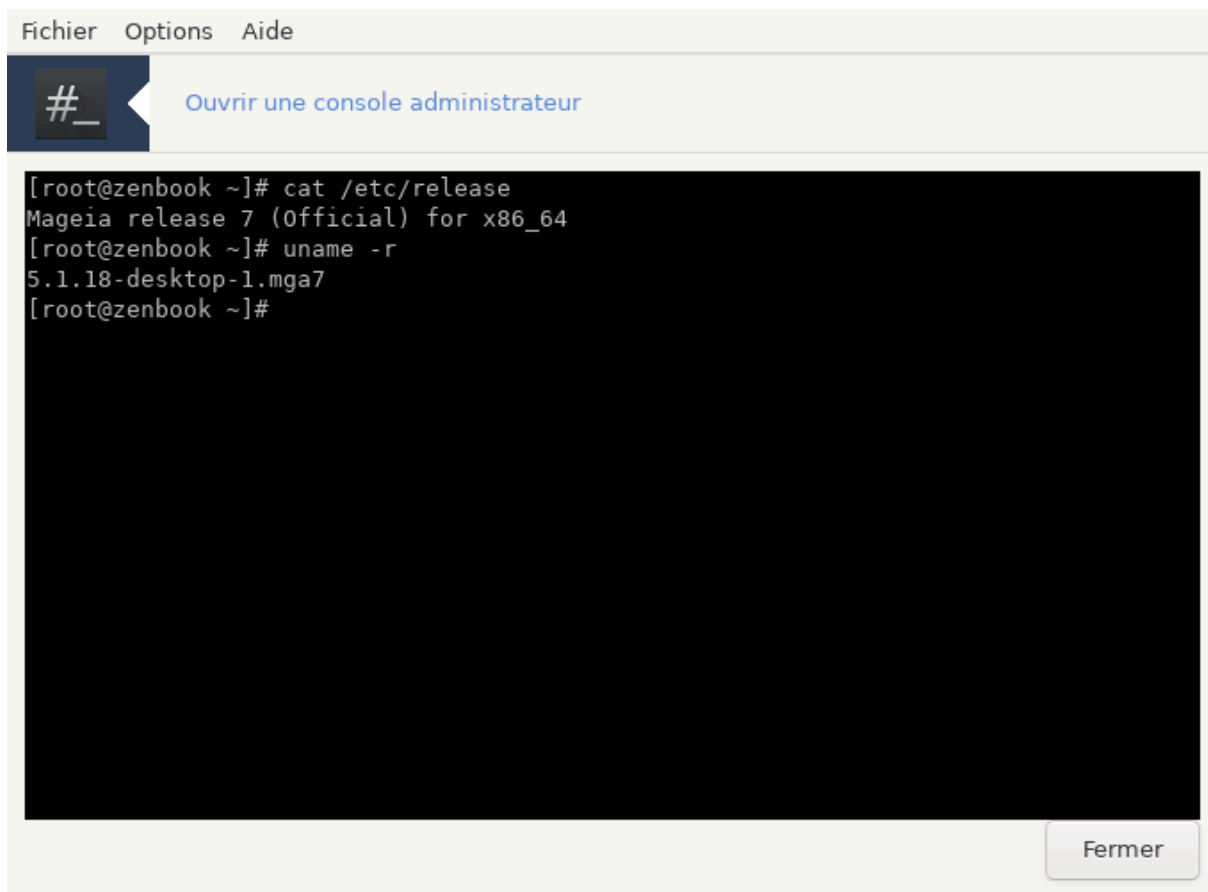 Fichier Options Aide
#_
Ouvrir une console administrateur
[root@zenbook ~]# cat /etc/release
Mageia release 7 (Official) for x86_64
[root@zenbook ~]# uname -r
5.1.18-desktop-1.mga7
[root@zenbook ~]#
Fermer